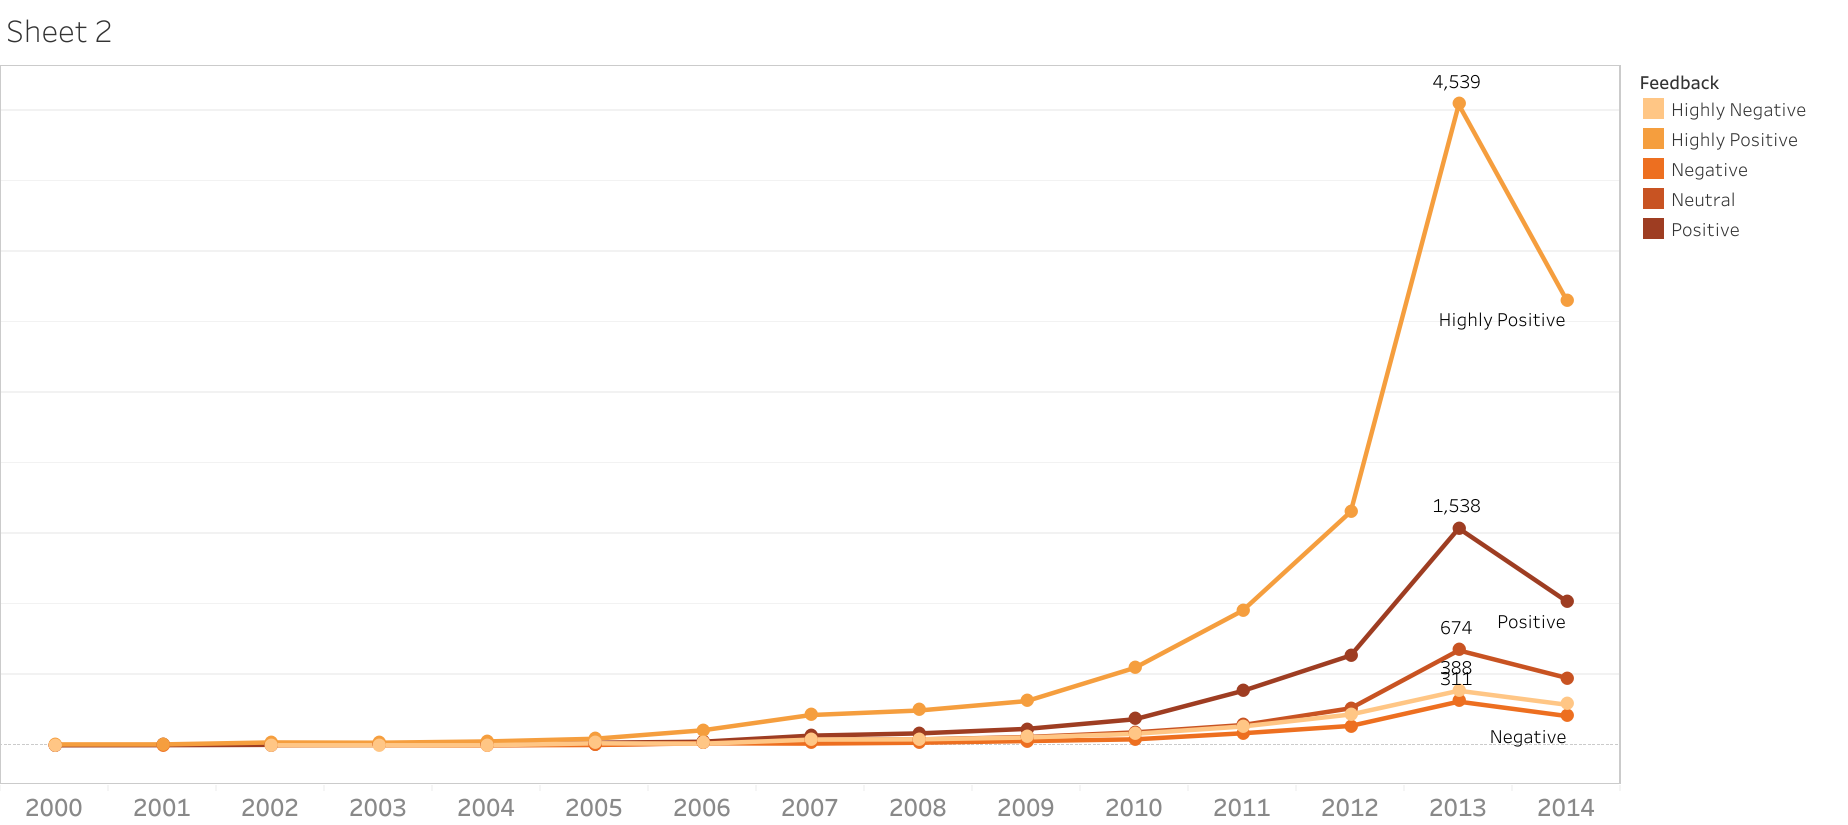 Sheet 2
4,539
Highly Positive
1,538
Positive
674
388
311
Negative
2000 2001 2002 2003 2004 2005 2006 2007 2008 2009 2010 2011 2012 2013 2014
Feedback
Highly Negative
Highly Positive
Negative
Neutral
Positive